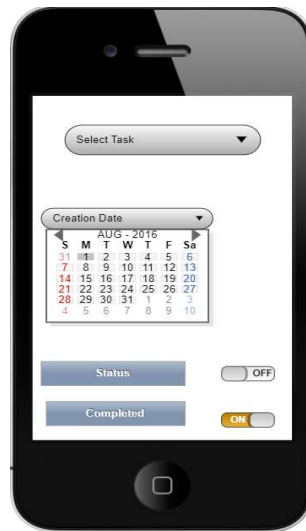 Select Task
Creation Date
AUG - 2016
S M T W T F Sa
31 1 2 3 4 5 6
7 8 9 10 11 12 13
14 15 16 17 18 19 20
21 22 23 24 25 26 27
28 29 30 31 1 2 3
4 5 6 7 8 9 10
Status OFF
Completed ON